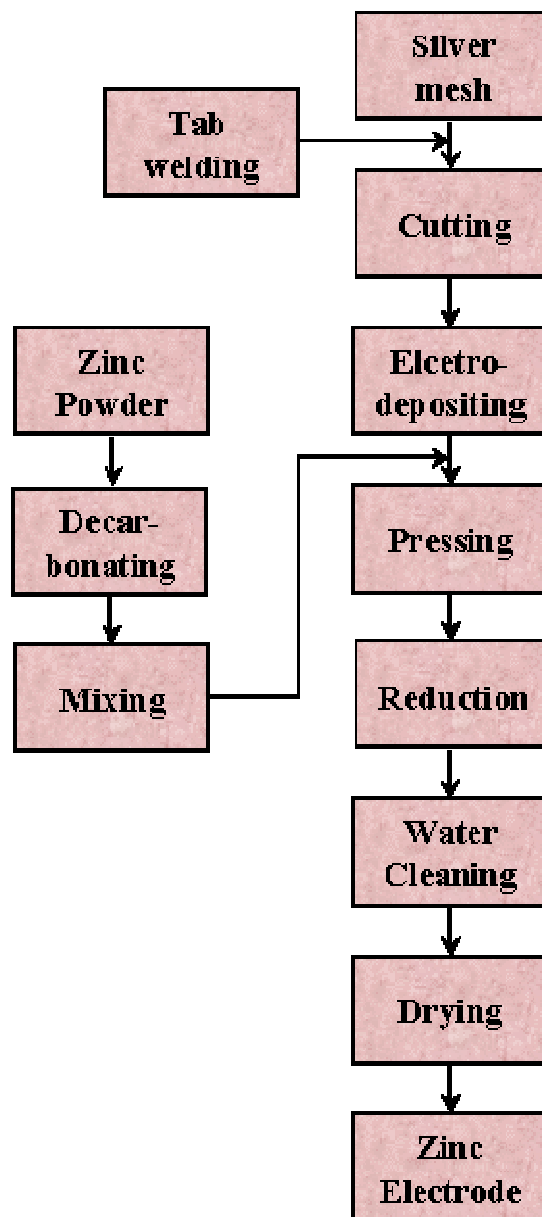 Silver
mesh
Tab
welding
Cutting
Zinc
Powder
Elcetro-
depositing
Decar-
bonating
Pressing
Mixing
Reduction
Water
Cleaning
Drying
Zinc
Electrode